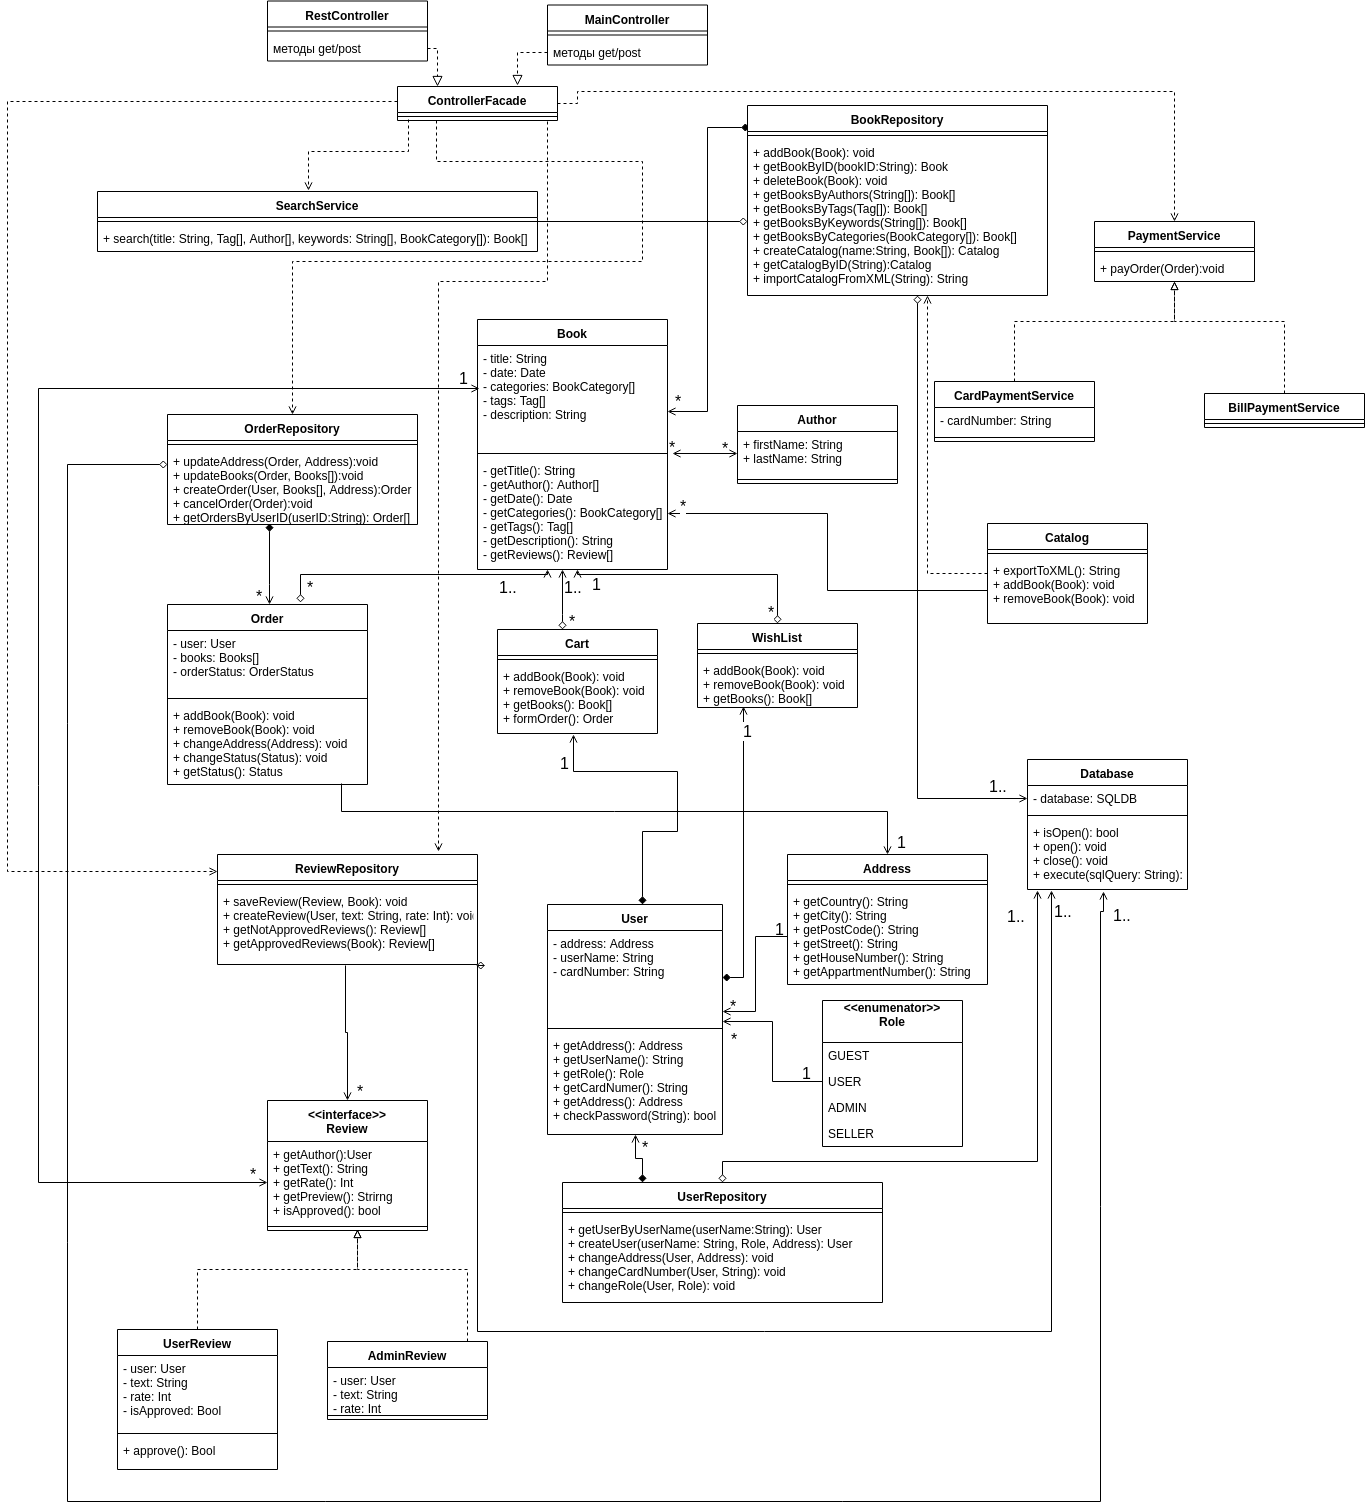 RestController
методы get/post
MainController
методы get/post
ControllerFacade
BookRepository
+ addBook(Book): void
+ getBookByID(bookID:String): Book
+ deleteBook(Book): void
+ getBooksByAuthors(String[]): Book[]
+ getBooksByTags(Tag[]): Book[]
+ getBooksByKeywords(String[]): Book[]
+ getBooksByCategories(BookCategory[]): Book[]
+ createCatalog(name:String, Book[]): Catalog
+ getCatalogByID(String):Catalog
+ importCatalogFromXML(String): String
SearchService
+ search(title: String, Tag[], Author[], keywords: String[], BookCategory[]): Book[]
PaymentService
+ payOrder(Order):void
Book
- title: String
- date: Date
- categories: BookCategory[]
- tags: Tag[]
- description: String
- getTitle(): String
- getAuthor(): Author[]
- getDate(): Date
- getCategories(): BookCategory[]
- getTags(): Tag[]
- getDescription(): String
- getReviews(): Review[]
1
*
*
*
*
CardPaymentService
- cardNumber: String
BillPaymentService
Author
+ firstName: String
+ lastName: String
OrderRepository
+ updateAddress(Order, Address):void
+ updateBooks(Order, Books[]):void
+ createOrder(User, Books[], Address):Order
+ cancelOrder(Order):void
+ getOrdersByUserID(userID:String): Order[]
Catalog
+ exportToXML(): String
+ addBook(Book): void
+ removeBook(Book): void
*
*
1..
1..
1
*
*
Order
- user: User
- books: Books[]
- orderStatus: OrderStatus
+ addBook(Book): void
+ removeBook(Book): void
+ changeAddress(Address): void
+ changeStatus(Status): void
+ getStatus(): Status
Cart
+ addBook(Book): void
+ removeBook(Book): void
+ getBooks(): Book[]
+ formOrder(): Order
WishList
+ addBook(Book): void
+ removeBook(Book): void
+ getBooks(): Book[]
1
1
1..
Database
- database: SQLDB
+ isOpen(): bool
+ open(): void
+ close(): void
+ execute(sqlQuery: String):
1
ReviewRepository
+ saveReview(Review, Book): void
+ createReview(User, text: String, rate: Int): voi
+ getNotApprovedReviews(): Review[]
+ getApprovedReviews(Book): Review[]
Address
+ getCountry(): String
+ getCity(): String
+ getPostCode(): String
+ getStreet(): String
+ getHouseNumber(): String
+ getAppartmentNumber(): String
User
- address: Address
- userName: String
- cardNumber: String
+ getAddress(): Address
+ getUserName(): String
+ getRole(): Role
+ getCardNumer(): String
+ getAddress(): Address
+ checkPassword(String): bool
1
*
*
1
1..
1..
1..
<<enumenator>>
Role
GUEST
USER
ADMIN
SELLER
*
<<interface>>
Review
+ getAuthor():User
+ getText(): String
+ getRate(): Int
+ getPreview(): Strirng
+ isApproved(): bool
*
*
UserRepository
+ getUserByUserName(userName:String): User
+ createUser(userName: String, Role, Address): User
+ changeAddress(User, Address): void
+ changeCardNumber(User, String): void
+ changeRole(User, Role): void
UserReview
- user: User
- text: String
- rate: Int
- isApproved: Bool
+ approve(): Bool
AdminReview
- user: User
- text: String
- rate: Int